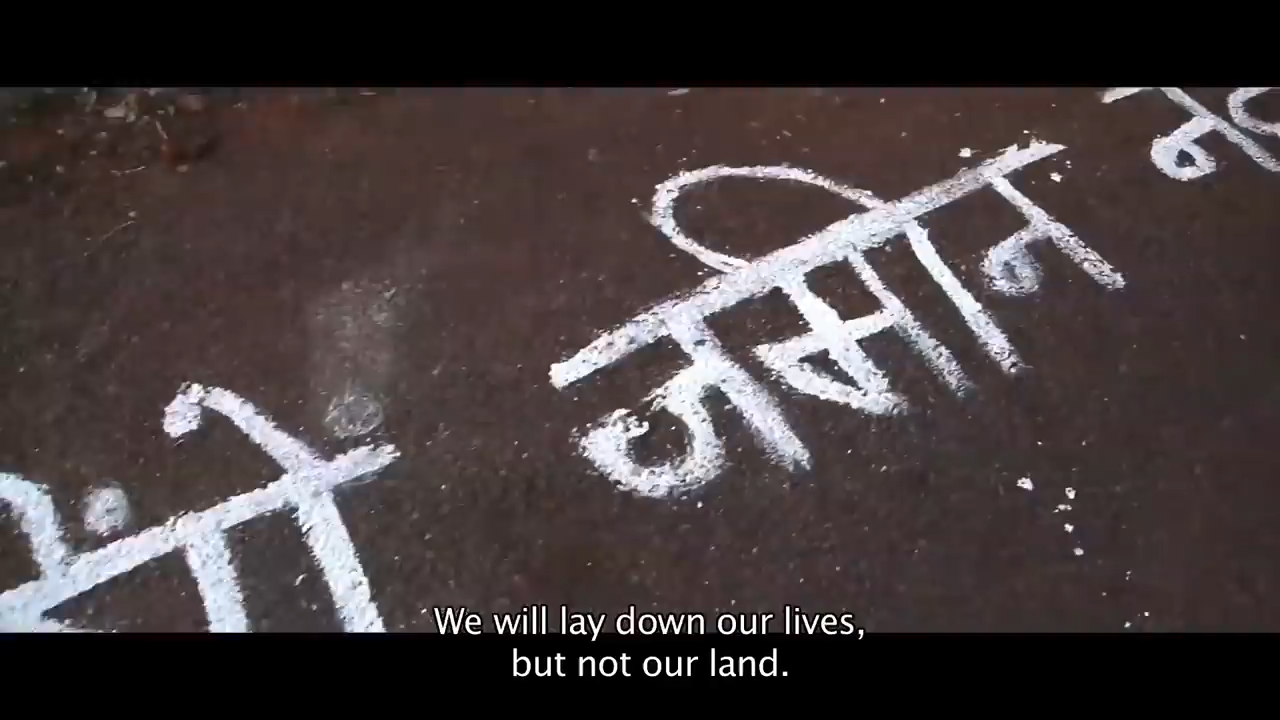 जमीन
We will lay down our lives,
but not our land.